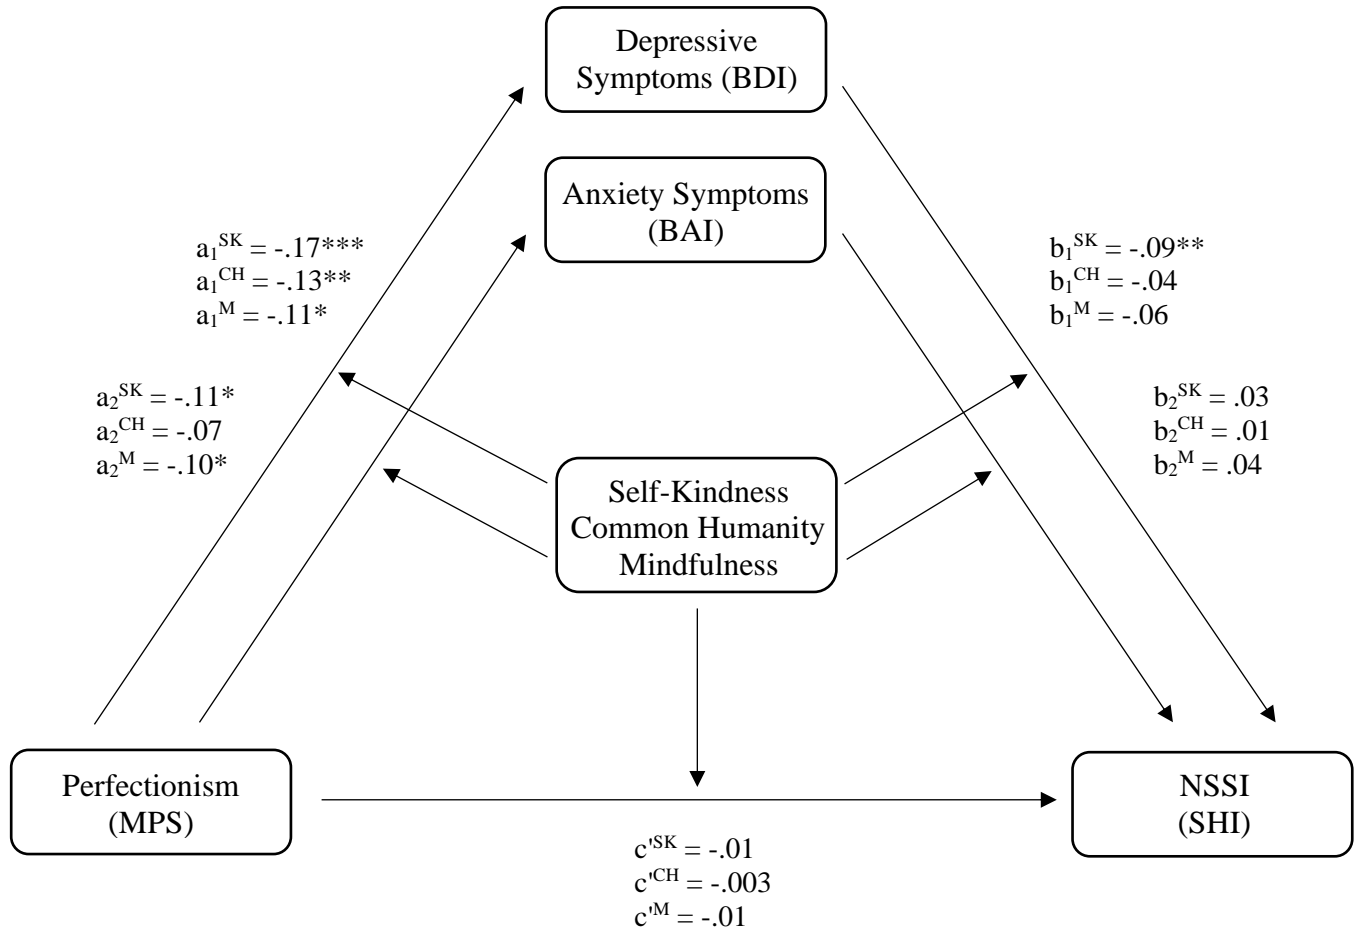 Depressive
Symptoms (BDI)
Anxiety Symptoms
(BAI)
a₁ˢᴷ = -.17***
a₁ᶜᴴ = -.13**
a₁ᴹ = -.11*
b₁ˢᴷ = -.09**
b₁ᶜᴴ = -.04
b₁ᴹ = -.06
a₂ˢᴷ = -.11*
a₂ᶜᴴ = -.07
a₂ᴹ = -.10*
b₂ˢᴷ = .03
b₂ᶜᴴ = .01
b₂ᴹ = .04
Self-Kindness
Common Humanity
Mindfulness
Perfectionism
(MPS)
NSSI
(SHI)
c'ˢᴷ = -.01
c'ᶜᴴ = -.003
c'ᴹ = -.01